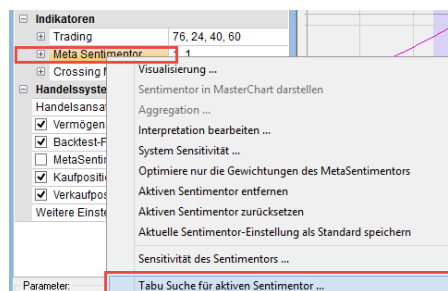 Indikatoren
Trading 76, 24, 40, 60
Meta Sentimentor 1, 1
Crossing
Handelssyste
Handelsansa
Vermögen
Backtest-F
MetaSentir
Kaufpositi
Verkaufpos
Weitere Einste
Parameter:
Visualisierung ...
Sentimentor in MasterChart darstellen
Aggregation ...
Interpretation bearbeiten ...
System Sensitivität ...
Optimiere nur die Gewichtungen des MetaSentimentors
Aktiven Sentimentor entfernen
Aktiven Sentimentor zurücksetzen
Aktuelle Sentimentor-Einstellung als Standard speichern
Sensitivität des Sentimentors ...
Tabu Suche für aktiven Sentimentor ...